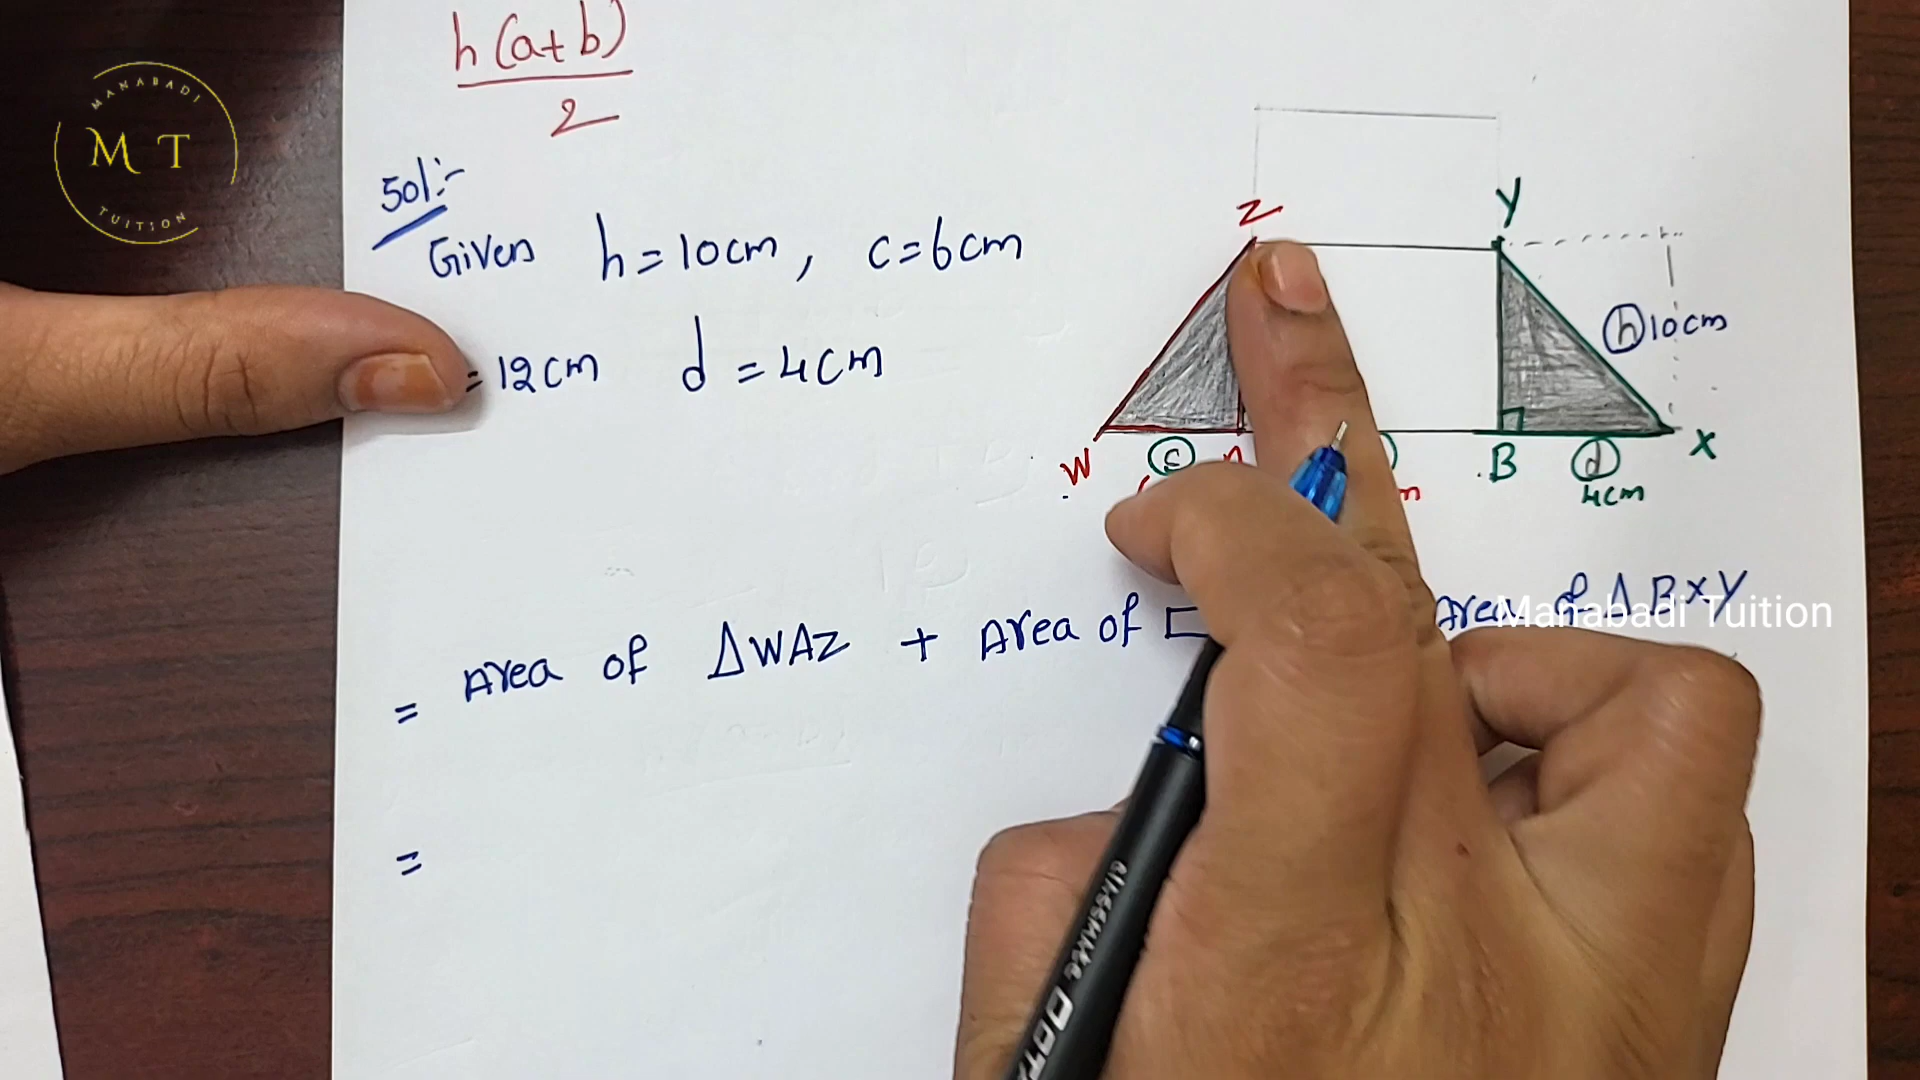 h(a+b)
2
MANABADI
M T
TUITION
Sol:-
Given h = 10cm, c = 6cm
= 12cm d = 4cm
Z
Y
h 10cm
W
c
B
d
X
4cm
m
= Area of ΔWAZ + Area of Area of ΔBXY
Manabadi Tuition
=